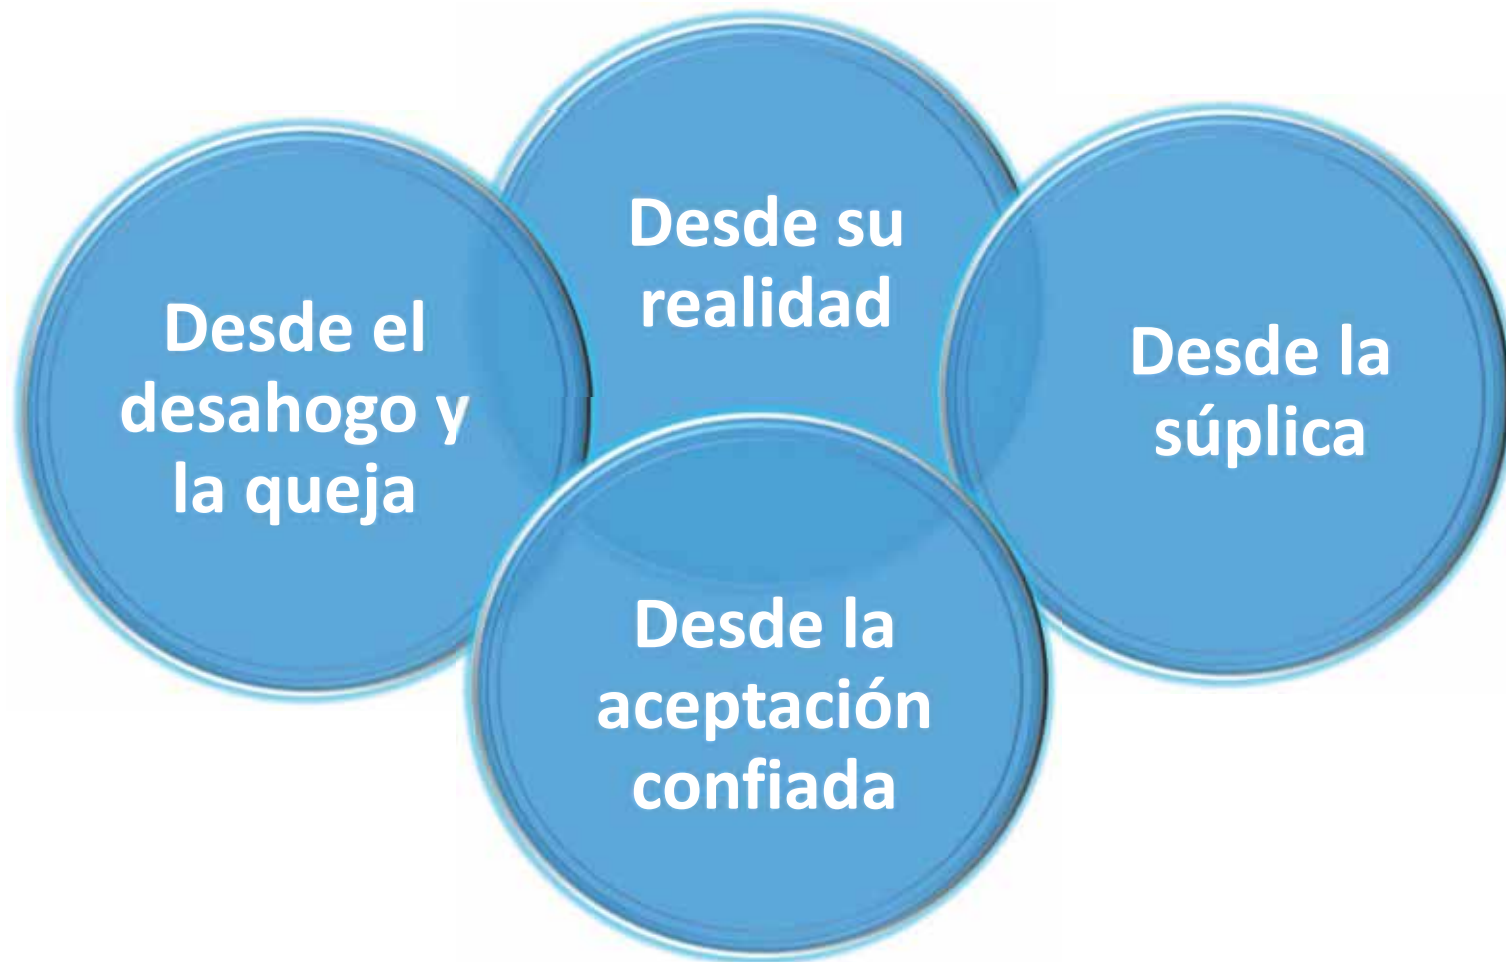 Desde su
realidad
Desde el
desahogo y
la queja
Desde la
súplica
Desde la
aceptación
confiada